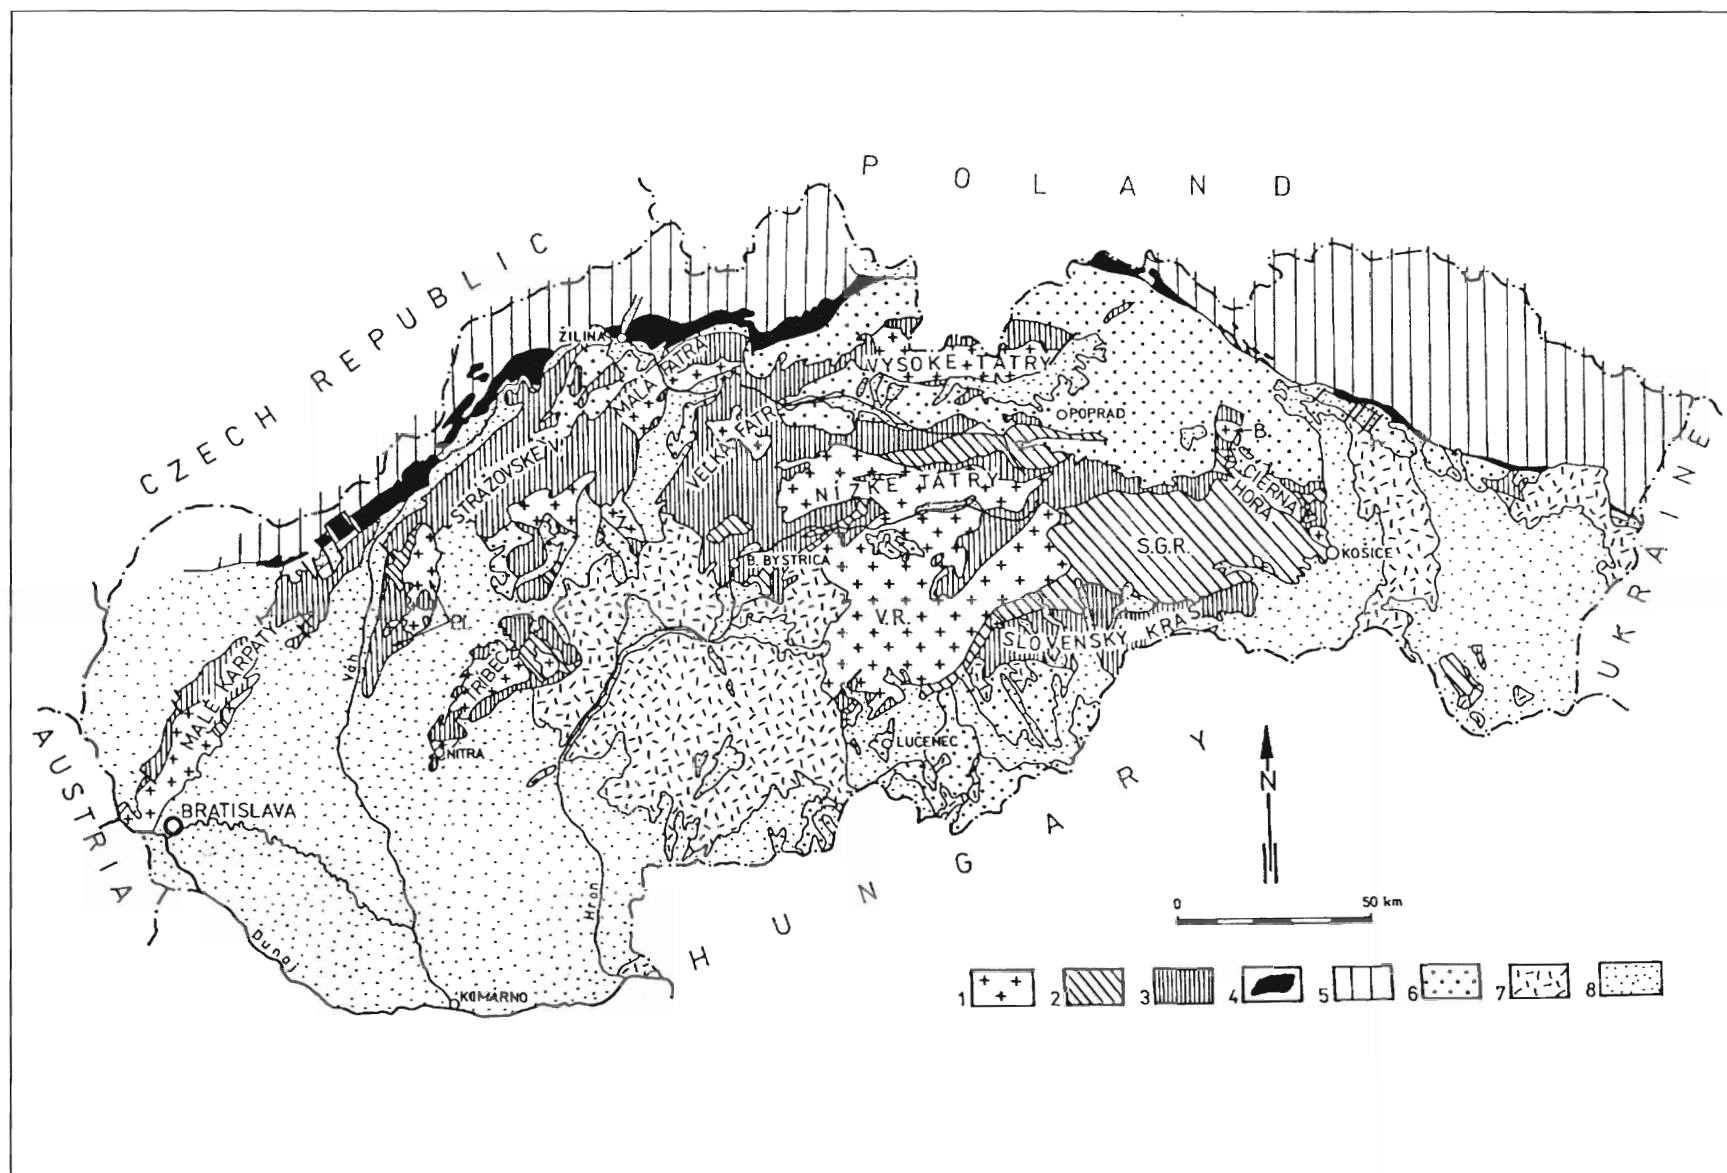 POLAND
CZECH REPUBLIC
ŽILINA
MALÁ FATRA
VYSOKÉ TATRY
POPRAD
VEĽKÁ FATRA
B.
STRÁŽOVSKÉ V.
NÍZKE TATRY
ČIERNA
HORA
S.G.R.
KOŠICE
B. BYSTRICA
UKRAINE
P.I.
V.R.
SLOVENSKÝ KRAS
MALÉ KARPATY
Váh
TRIBEČ
NITRA
LUČENEC
AUSTRIA
BRATISLAVA
HUNGARY
N
Hron
Dunaj
KOMÁRNO
0 50 km
1 2 3 4 5 6 7 8